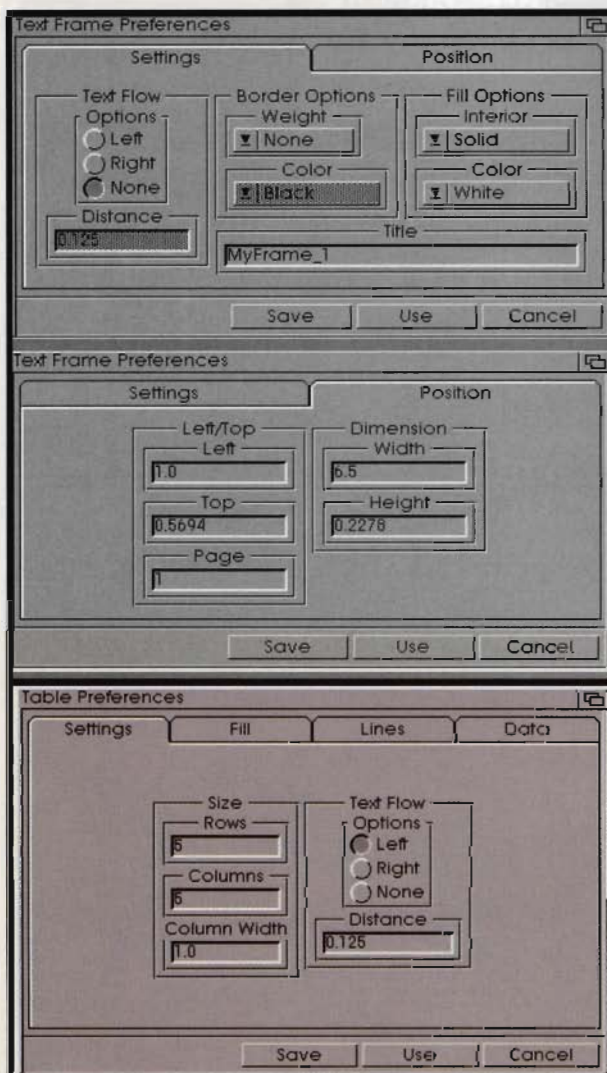 Text Frame Preferences
Settings
Position
Text Flow
Options
Left
Right
None
Distance
0.125
Border Options
Weight
None
Color
Black
Fill Options
Interior
Solid
Color
White
Title
MyFrame_1
Save Use Cancel
Text Frame Preferences
Settings
Position
Left/Top
Left
1.0
Top
0.5694
Page
1
Dimension
Width
6.5
Height
0.2278
Save Use Cancel
Table Preferences
Settings Fill Lines Data
Size
Rows
Columns
Column Width
1.0
Text Flow
Options
Left
Right
None
Distance
0.125
Save Use Cancel